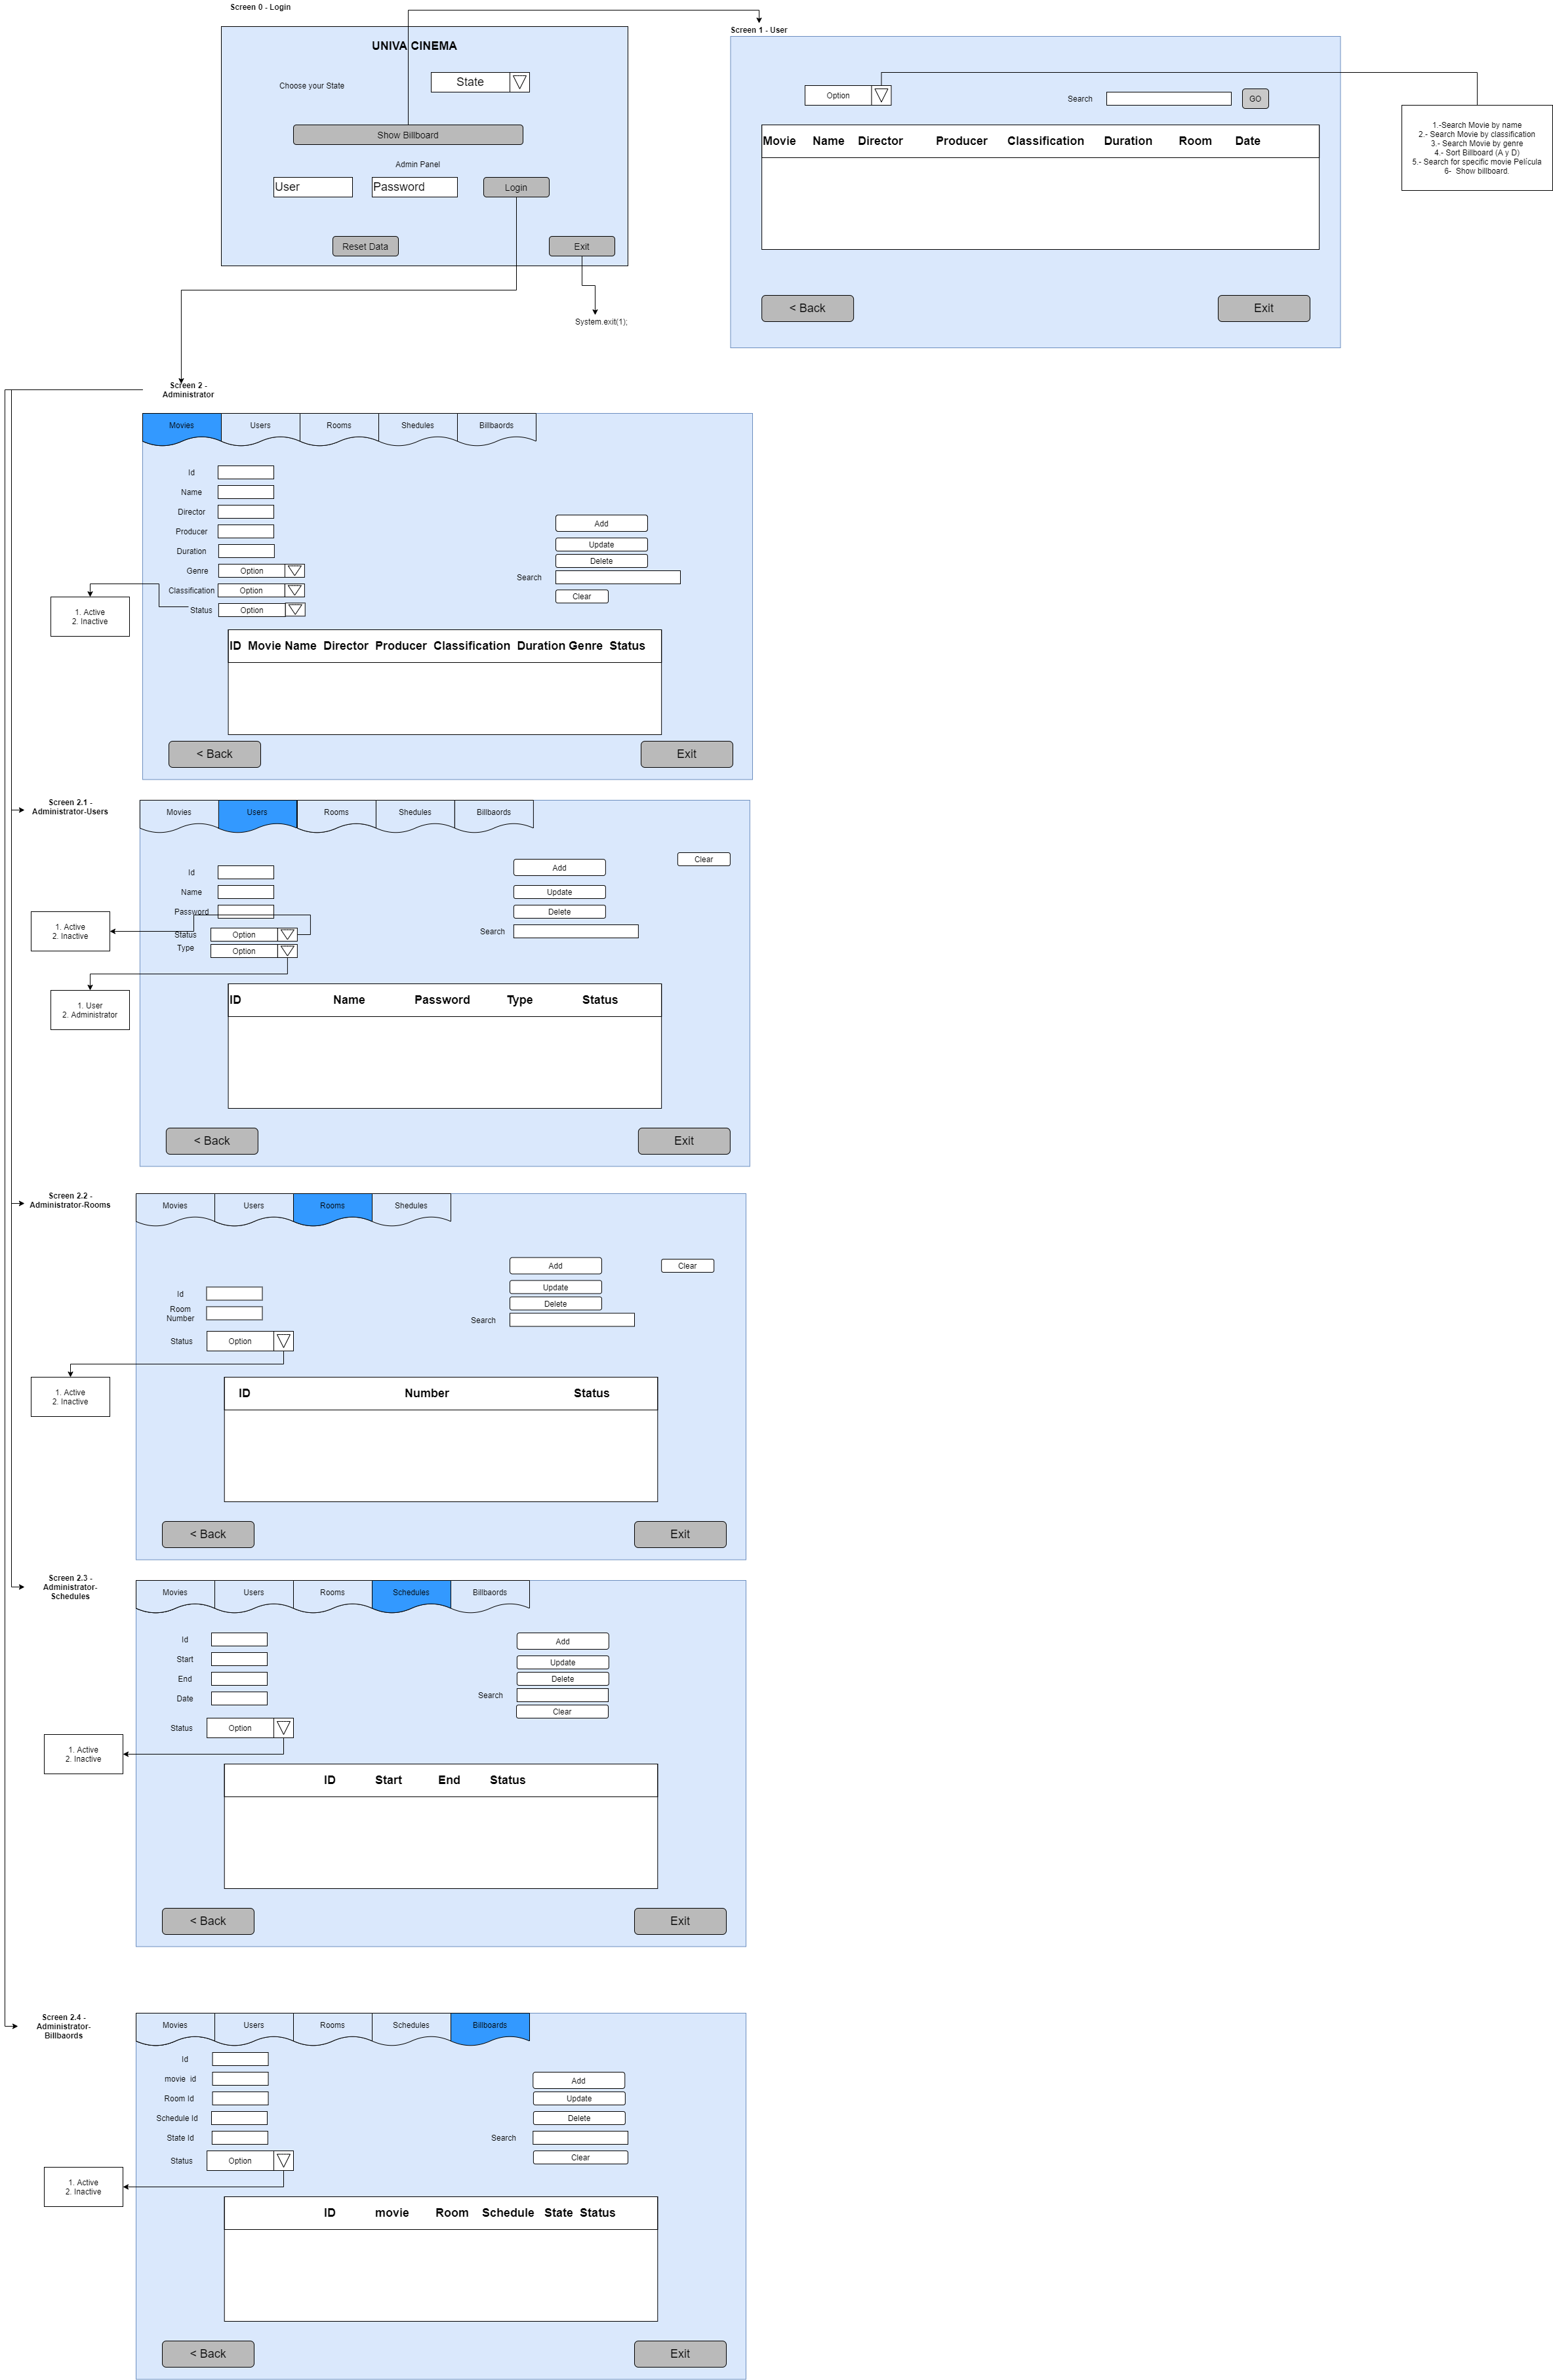 Screen 0 - Login
UNIVA CINEMA
Choose your State
State
Show Billboard
Admin Panel
User
Password
Login
Reset Data
Exit
System.exit(1);
Screen 1 - User
Option
Search
GO
Movie Name Director Producer Classification Duration Room Date
< Back
Exit
1.-Search Movie by name
2.- Search Movie by classification
3.- Search Movie by genre
4.- Sort Billboard (A y D)
5.- Search for specific movie Película
6- Show billboard.
Screen 2 -
Administrator
Movies
Users
Rooms
Shedules
Billbaords
Id
Name
Director
Producer
Duration
Genre
Option
Classification
Option
Status
Option
1. Active
2. Inactive
Add
Update
Delete
Search
Clear
ID Movie Name Director Producer Classification Duration Genre Status
< Back
Exit
Screen 2.1 -
Administrator-Users
Movies
Users
Rooms
Shedules
Billbaords
Id
Name
Password
Status
Option
Type
Option
1. Active
2. Inactive
1. User
2. Administrator
Add
Update
Delete
Search
Clear
ID Name Password Type Status
< Back
Exit
Screen 2.2 -
Administrator-Rooms
Movies
Users
Rooms
Shedules
Id
Room
Number
Status
Option
1. Active
2. Inactive
Add
Update
Delete
Search
Clear
ID Number Status
< Back
Exit
Screen 2.3 -
Administrator-
Schedules
Movies
Users
Rooms
Schedules
Billbaords
Id
Start
End
Date
Status
Option
1. Active
2. Inactive
Add
Update
Delete
Search
Clear
ID Start End Status
< Back
Exit
Screen 2.4 -
Administrator-
Billbaords
Movies
Users
Rooms
Schedules
Billboards
Id
movie id
Room Id
Schedule Id
State Id
Status
Option
1. Active
2. Inactive
Add
Update
Delete
Search
Clear
ID movie Room Schedule State Status
< Back
Exit